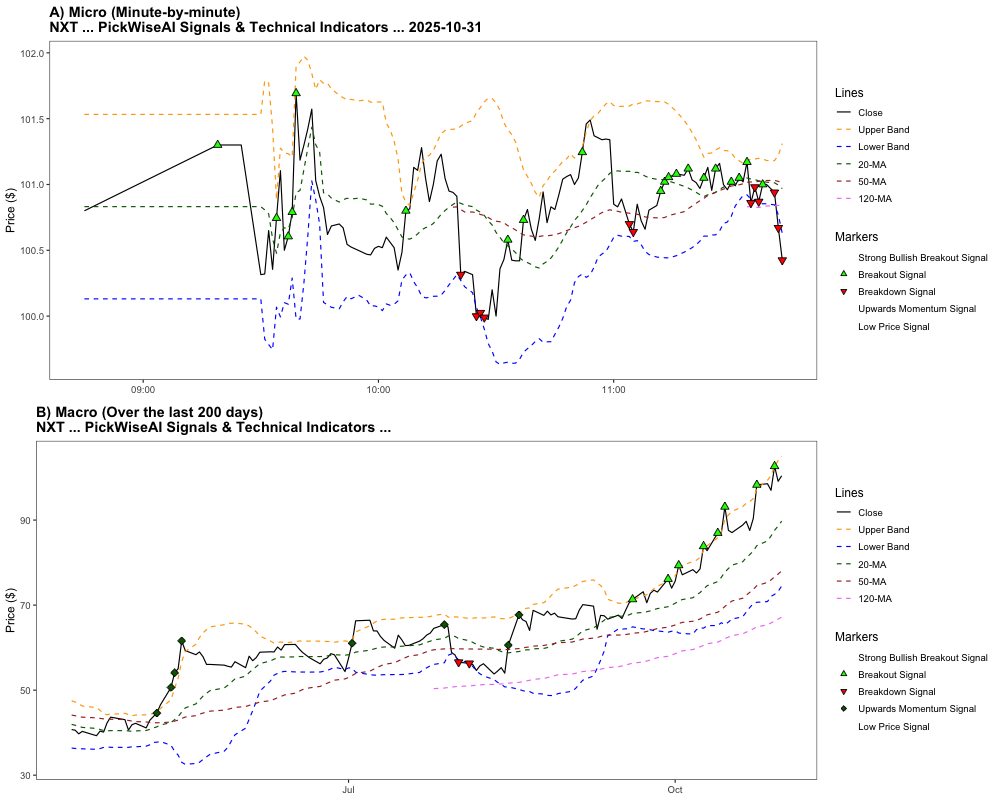 A) Micro (Minute-by-minute)
NXT ... PickWiseAI Signals & Technical Indicators ... 2025-10-31
102.0
101.5
101.0
100.5
100.0
Price ($)
09:00
10:00
11:00
Lines
Close
Upper Band
Lower Band
20-MA
50-MA
120-MA
Markers
Strong Bullish Breakout Signal
Breakout Signal
Breakdown Signal
Upwards Momentum Signal
Low Price Signal
B) Macro (Over the last 200 days)
NXT ... PickWiseAI Signals & Technical Indicators ...
90
70
50
30
Price ($)
Jul
Oct
Lines
Close
Upper Band
Lower Band
20-MA
50-MA
120-MA
Markers
Strong Bullish Breakout Signal
Breakout Signal
Breakdown Signal
Upwards Momentum Signal
Low Price Signal